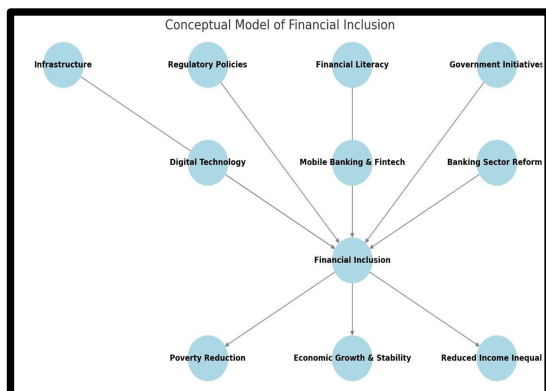 Conceptual Model of Financial Inclusion
Infrastructure
Regulatory Policies
Financial Literacy
Government Initiatives
Digital Technology
Mobile Banking & Fintech
Banking Sector Reform
Financial Inclusion
Poverty Reduction
Economic Growth & Stability
Reduced Income Inequal